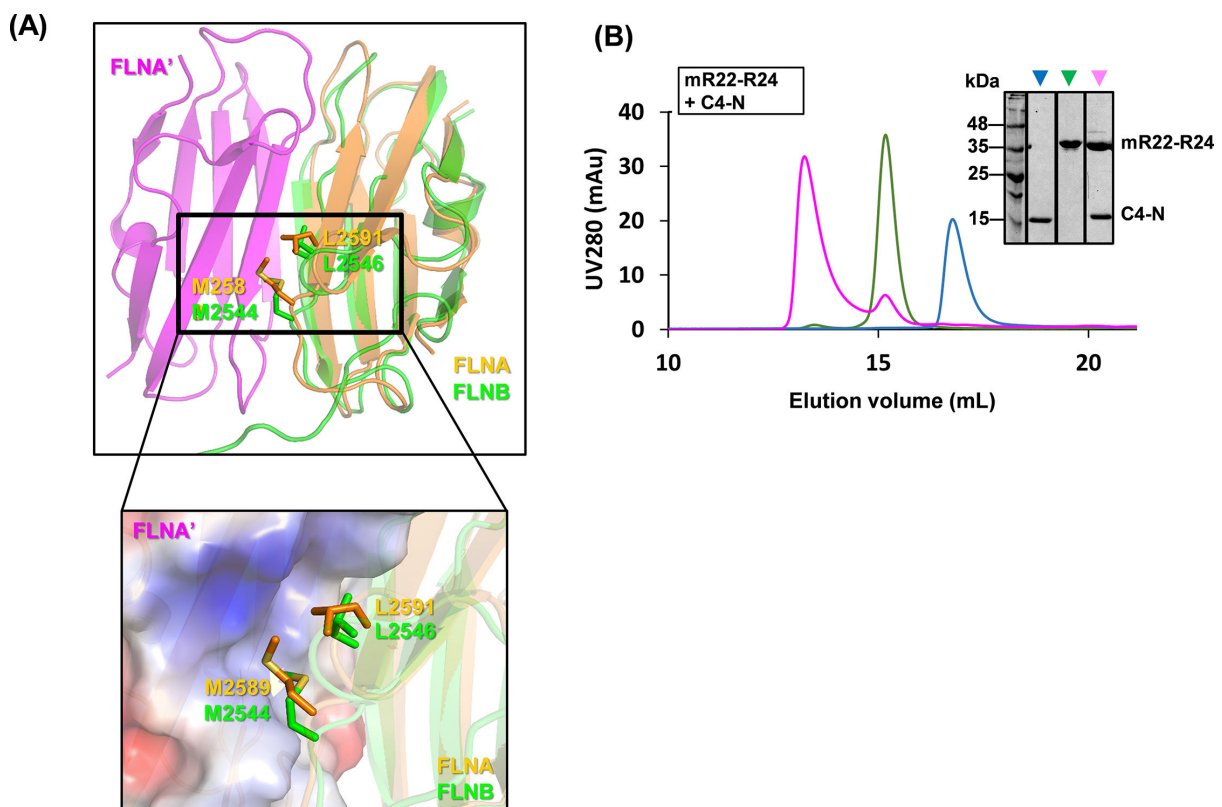 (A)
FLNA’
L2591
L2546
M258
M2544
FLNA
FLNB
FLNA’
L2591
L2546
M2589
M2544
FLNA
FLNB
(B)
mR22-R24
+ C4-N
kDa
48
35
25
15
mR22-R24
C4-N
40
30
20
10
0
UV280 (mAu)
10
15
20
Elution volume (mL)